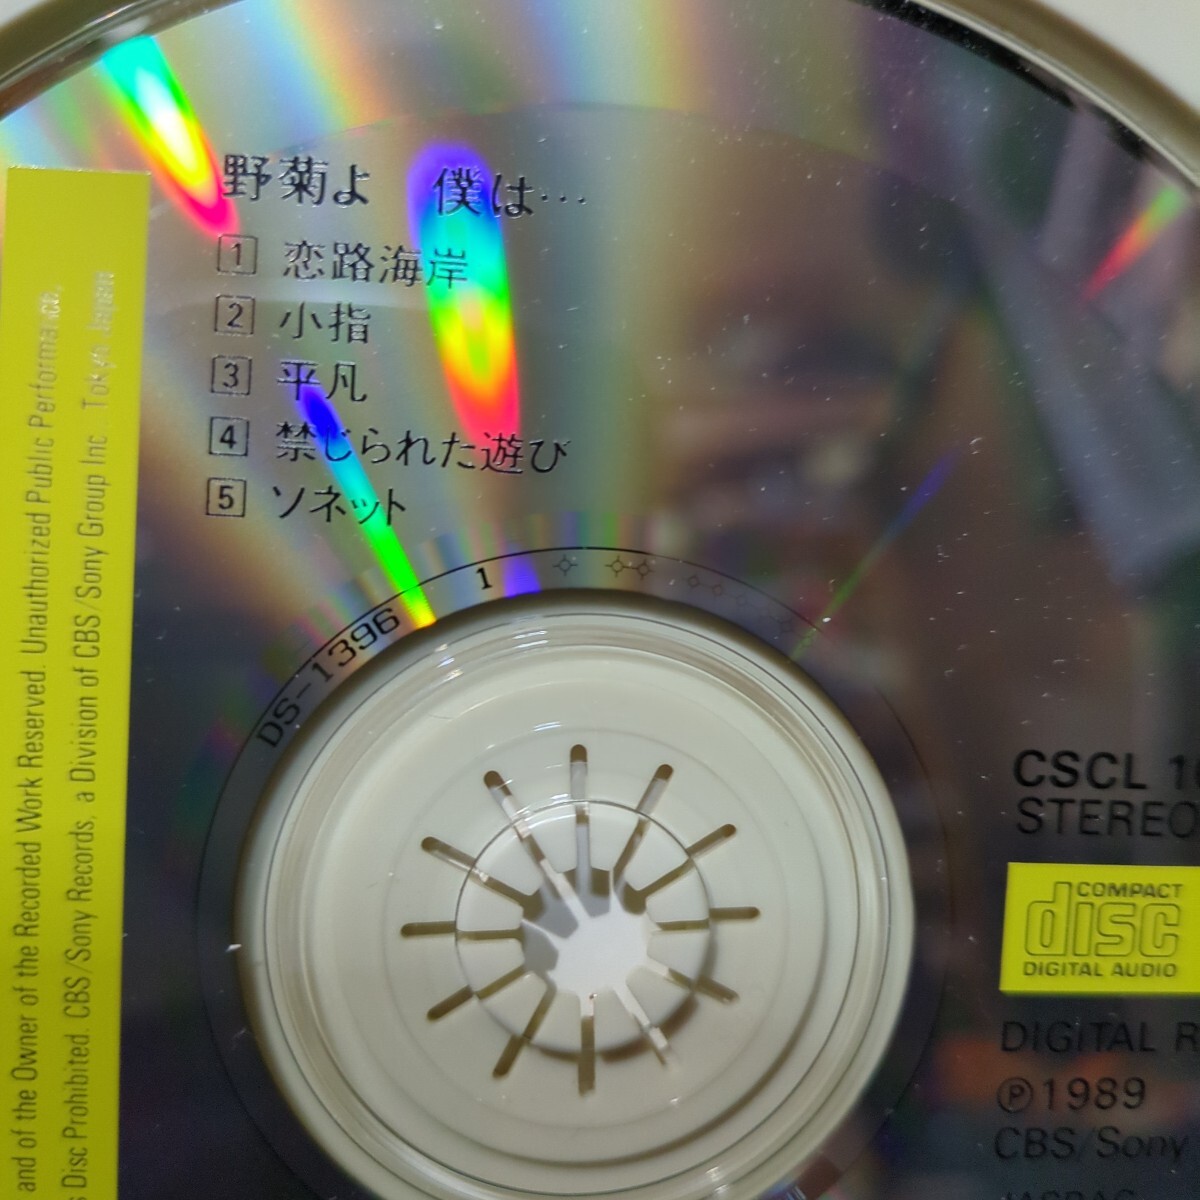 野菊よ 僕は…
1 恋路海岸
2 小指
3 平凡
4 禁じられた遊び
5 ソネット
DS-1396 1
and of the Owner of the Recorded Work Reserved. Unauthorized Public Performa
Disc Prohibited. CBS/Sony Records, a Division of CBS/Sony Group Inc., Tokyo Japan
CSCL
STEREO
COMPACT
disc
DIGITAL AUDIO
DIGITAL
Ⓟ1989
CBS/Sony